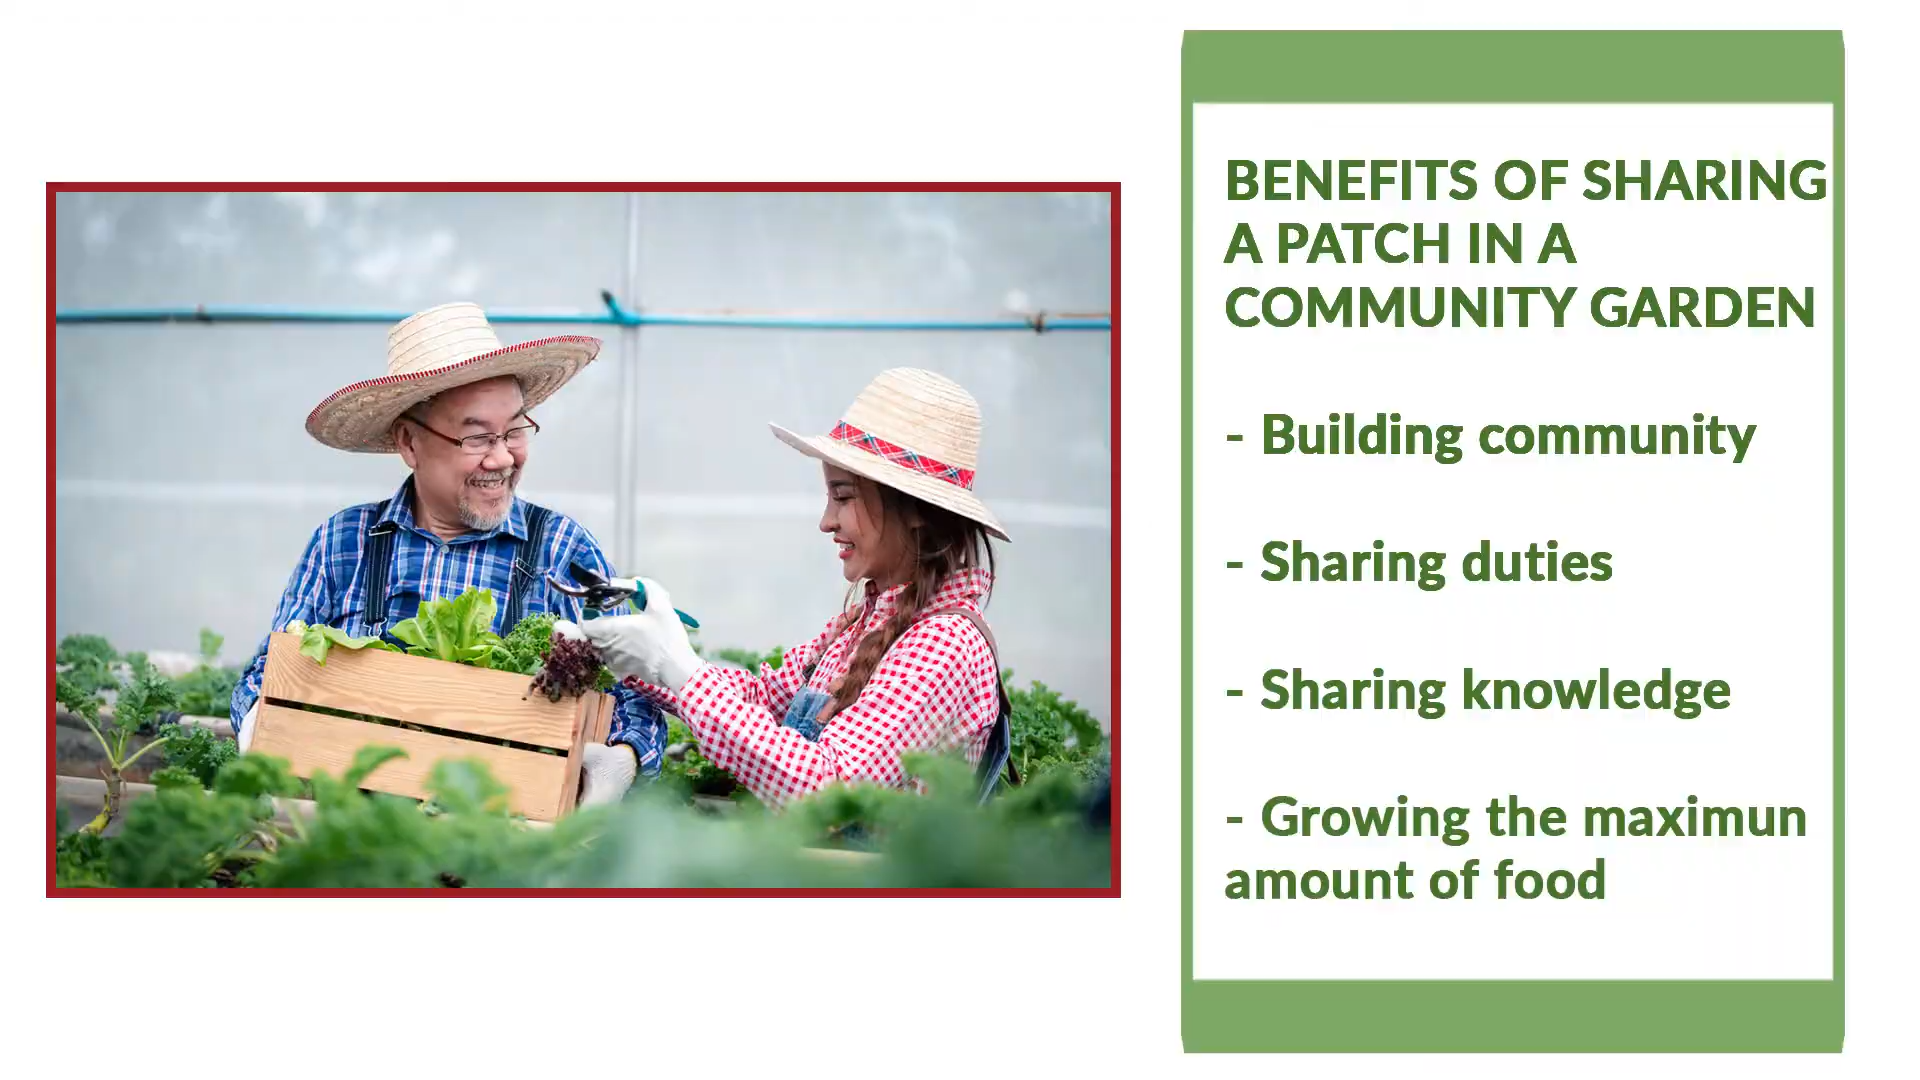 BENEFITS OF SHARING
A PATCH IN A
COMMUNITY GARDEN
- Building community
- Sharing duties
- Sharing knowledge
- Growing the maximun
amount of food